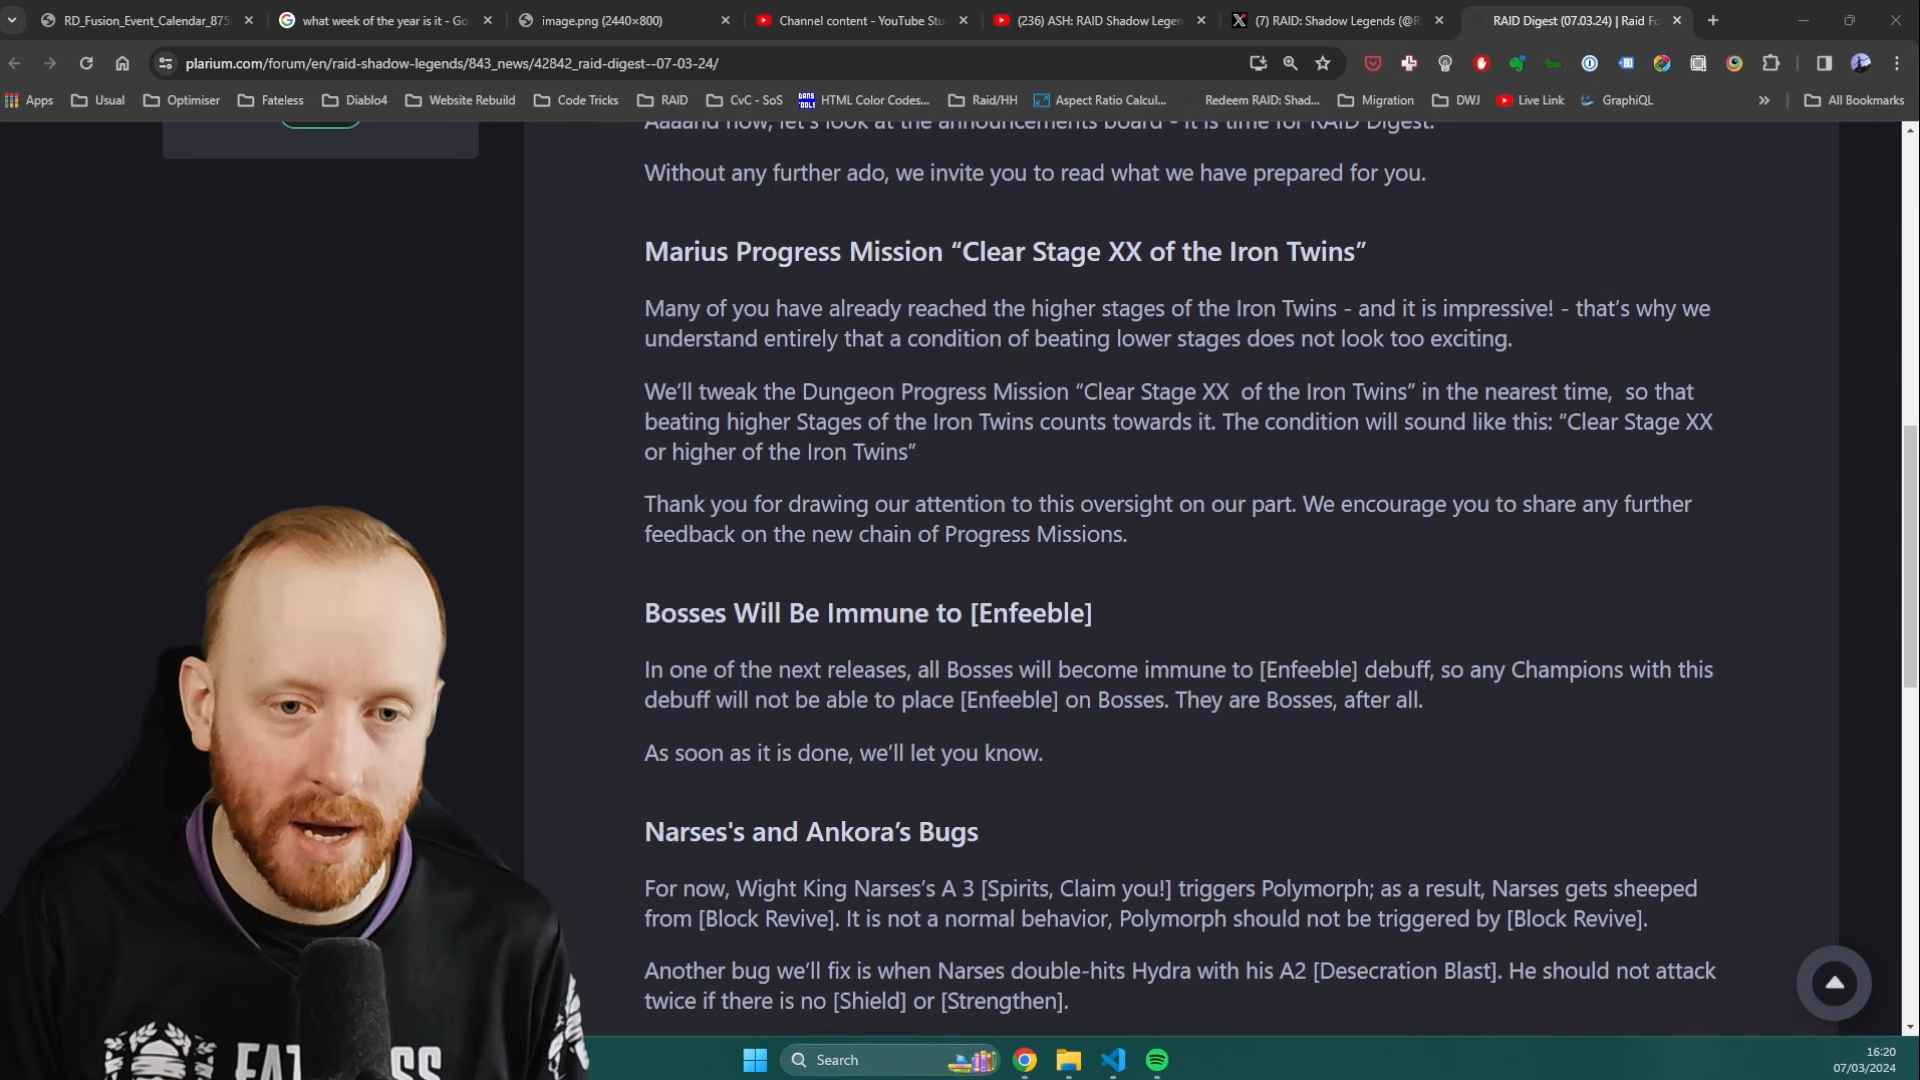 RD_Fusion_Event_Calendar_875
what week of the year is it - Go
image.png (2440×800)
Channel content - YouTube Stu
(236) ASH: RAID Shadow Legen
(7) RAID: Shadow Legends (@R
RAID Digest (07.03.24) | Raid Fo
plarium.com/forum/en/raid-shadow-legends/843_news/42842_raid-digest--07-03-24/
Apps
Usual
Optimiser
Fateless
Diablo4
Website Rebuild
Code Tricks
RAID
CvC - SoS
HTML Color Codes...
Raid/HH
Aspect Ratio Calcul...
Redeem RAID: Shad...
Migration
DWJ
Live Link
GraphiQL
»
All Bookmarks
Aaaand now, let's look at the announcements board - it is time for RAID Digest.
Without any further ado, we invite you to read what we have prepared for you.
Marius Progress Mission “Clear Stage XX of the Iron Twins”
Many of you have already reached the higher stages of the Iron Twins - and it is impressive! - that’s why we
understand entirely that a condition of beating lower stages does not look too exciting.
We’ll tweak the Dungeon Progress Mission “Clear Stage XX of the Iron Twins” in the nearest time, so that
beating higher Stages of the Iron Twins counts towards it. The condition will sound like this: “Clear Stage XX
or higher of the Iron Twins”
Thank you for drawing our attention to this oversight on our part. We encourage you to share any further
feedback on the new chain of Progress Missions.
Bosses Will Be Immune to [Enfeeble]
In one of the next releases, all Bosses will become immune to [Enfeeble] debuff, so any Champions with this
debuff will not be able to place [Enfeeble] on Bosses. They are Bosses, after all.
As soon as it is done, we’ll let you know.
Narses's and Ankora’s Bugs
For now, Wight King Narses’s A 3 [Spirits, Claim you!] triggers Polymorph; as a result, Narses gets sheeped
from [Block Revive]. It is not a normal behavior, Polymorph should not be triggered by [Block Revive].
Another bug we’ll fix is when Narses double-hits Hydra with his A2 [Desecration Blast]. He should not attack
twice if there is no [Shield] or [Strengthen].
Search
16:20
07/03/2024